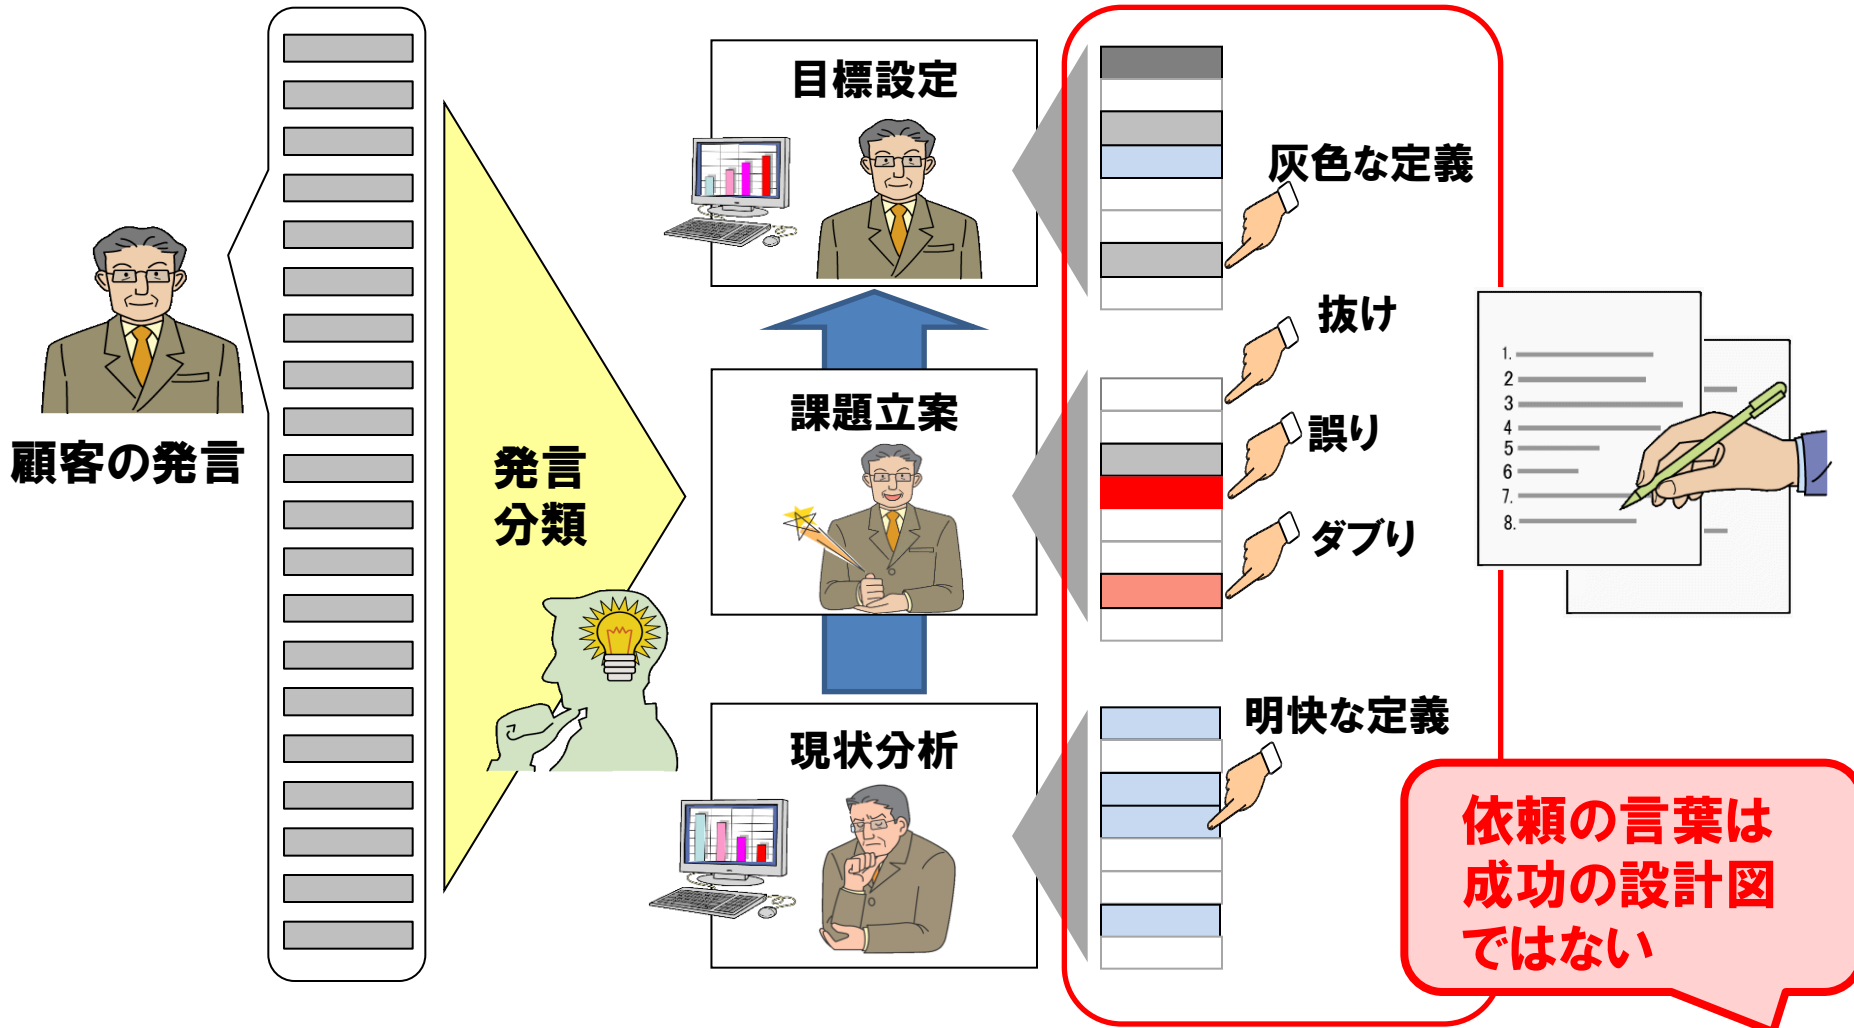 顧客の発言
発言
分類
目標設定
課題立案
現状分析
灰色な定義
抜け
誤り
ダブり
明快な定義
1.
2
3
4
5
6
7.
8.
依頼の言葉は
成功の設計図
ではない